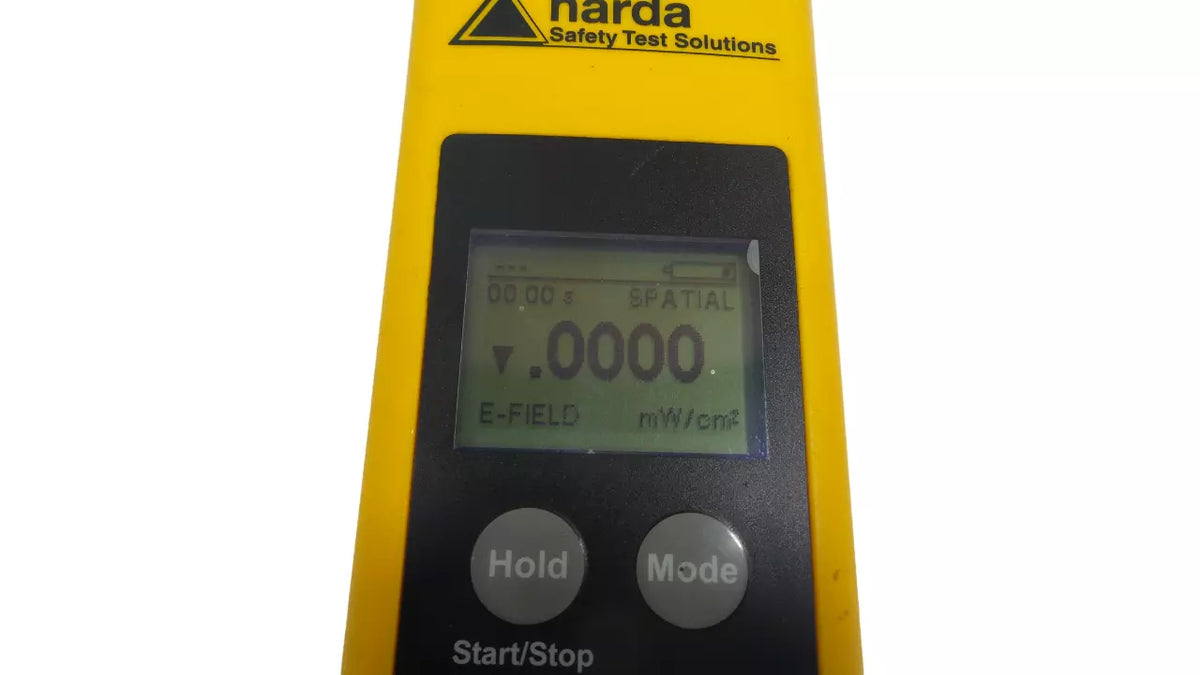 narda
Safety Test Solutions
---
00:00 s SPATIAL
▼ .0000
E-FIELD mW/cm²
Hold Mode
Start/Stop